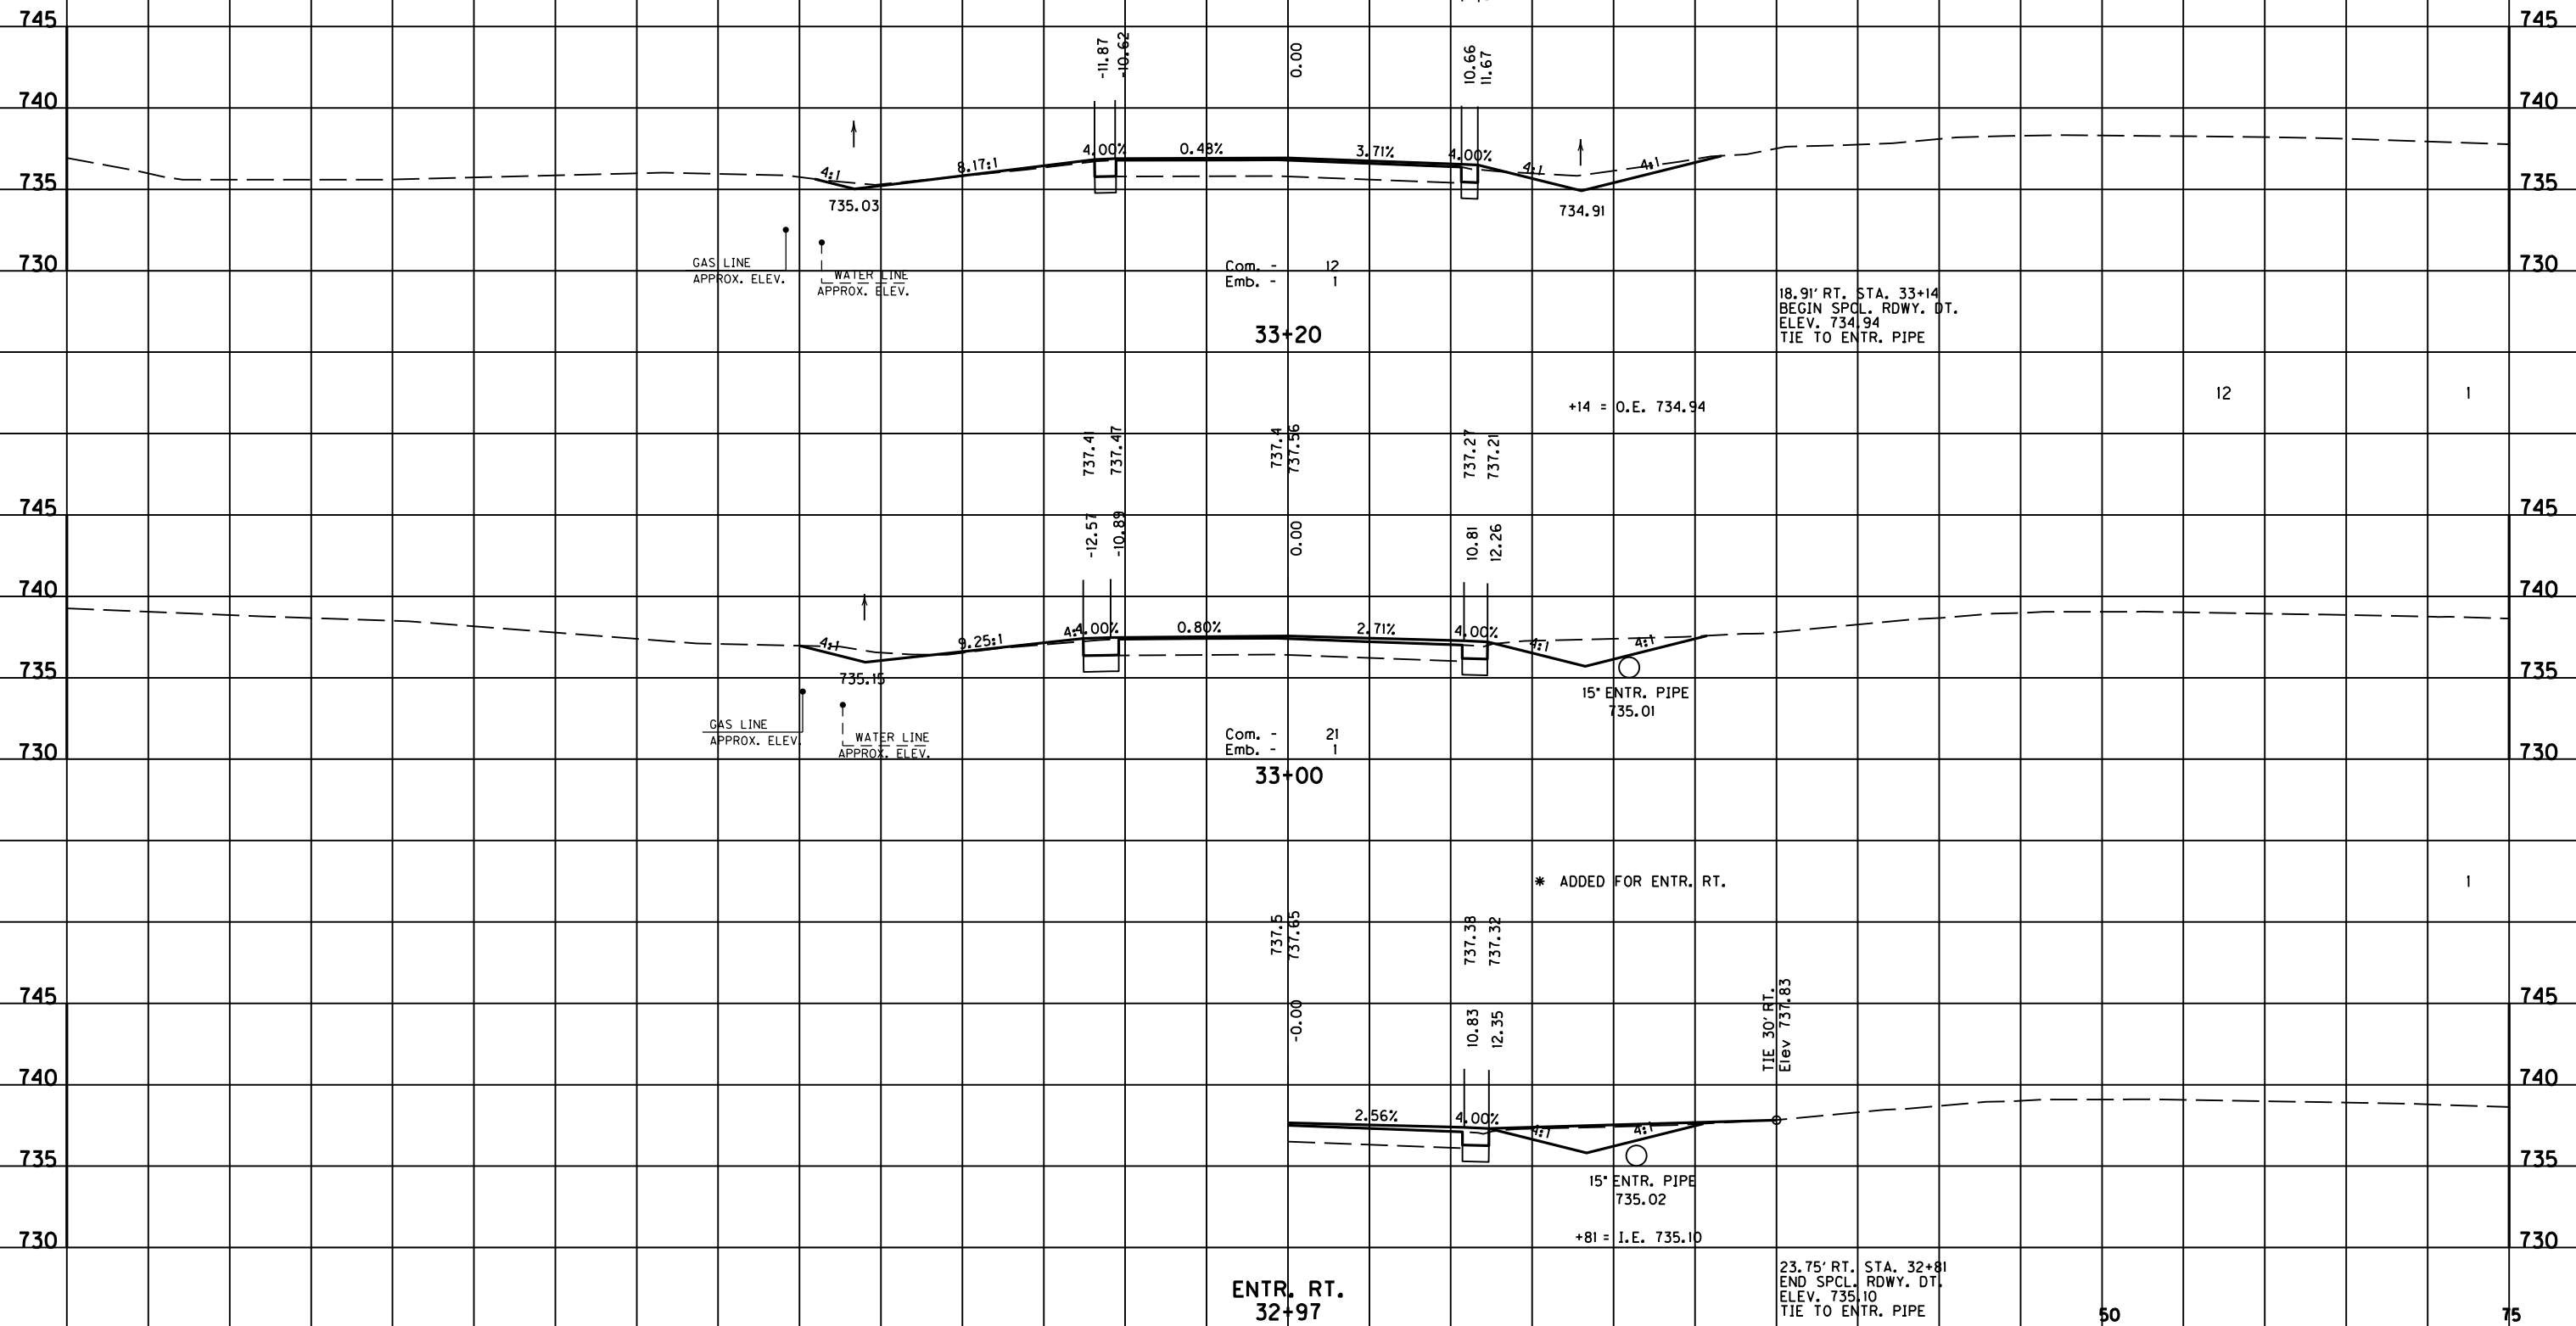 745 745
-11.87 -10.62 0.00 10.66 11.67
740 740
4:1 8.17:1 4.00% 0.48% 3.71% 4.00% 4:1 4:1
735 735
735.03 734.91
GAS LINE
APPROX. ELEV.
WATER LINE
APPROX. ELEV.
730 730
Com. - 12
Emb. - 1
33+20
18.91' RT. STA. 33+14
BEGIN SPCL. RDWY. DT.
ELEV. 734.94
TIE TO ENTR. PIPE
12 1
+14 = O.E. 734.94
737.41 737.47 737.4 737.56 737.27 737.21
745 745
-12.57 -10.89 0.00 10.81 12.26
740 740
4:1 9.25:1 4:1 4.00% 0.80% 2.71% 4.00% 4:1 4:1
735 735
735.15
15" ENTR. PIPE
735.01
GAS LINE
APPROX. ELEV.
WATER LINE
APPROX. ELEV.
730 730
Com. - 21
Emb. - 1
33+00
* ADDED FOR ENTR. RT. 1
737.5 737.65 737.38 737.32
745 745
-0.00 10.83 12.35
TIE 30' RT.
Elev 737.83
740 740
2.56% 4.00% 4:1 4:1
735 735
15" ENTR. PIPE
735.02
+81 = I.E. 735.10
730 730
23.75' RT. STA. 32+81
END SPCL. RDWY. DT.
ELEV. 735.10
TIE TO ENTR. PIPE
ENTR. RT.
32+97
50 75